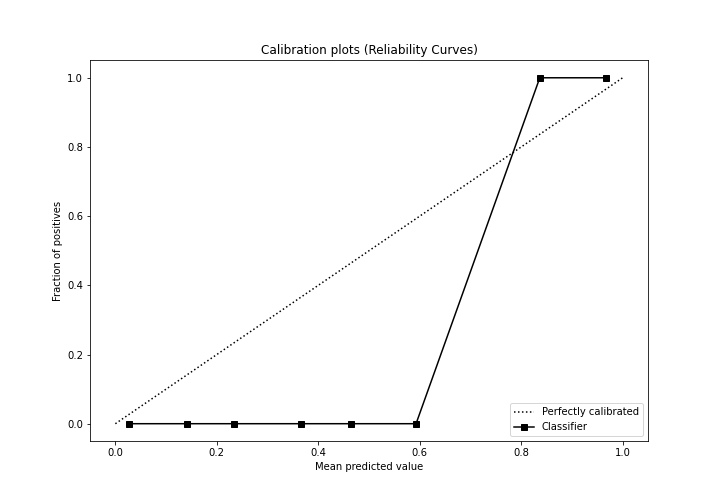 Calibration plots (Reliability Curves)
1.0
0.8
0.6
0.4
0.2
0.0
Fraction of positives
0.0 0.2 0.4 0.6 0.8 1.0
Mean predicted value
Perfectly calibrated
Classifier